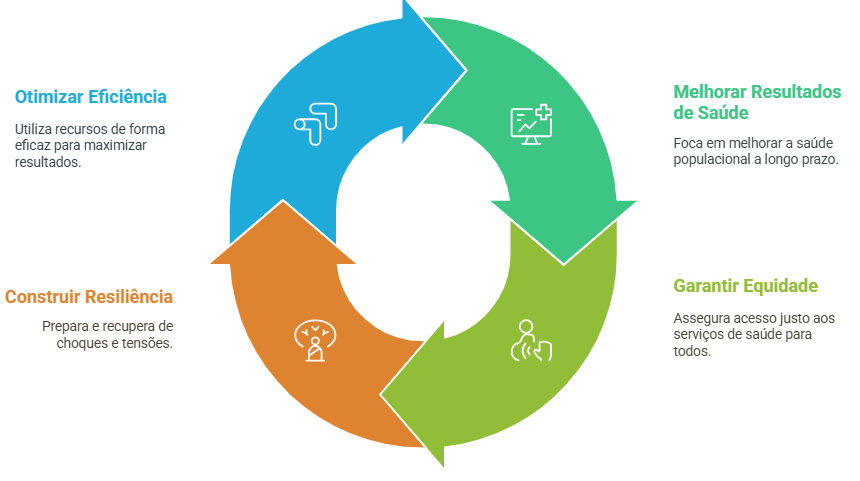 Otimizar Eficiência
Utiliza recursos de forma
eficaz para maximizar
resultados.
Melhorar Resultados
de Saúde
Foca em melhorar a saúde
populacional a longo prazo.
Construir Resiliência
Prepara e recupera de
choques e tensões.
Garantir Equidade
Assegura acesso justo aos
serviços de saúde para
todos.